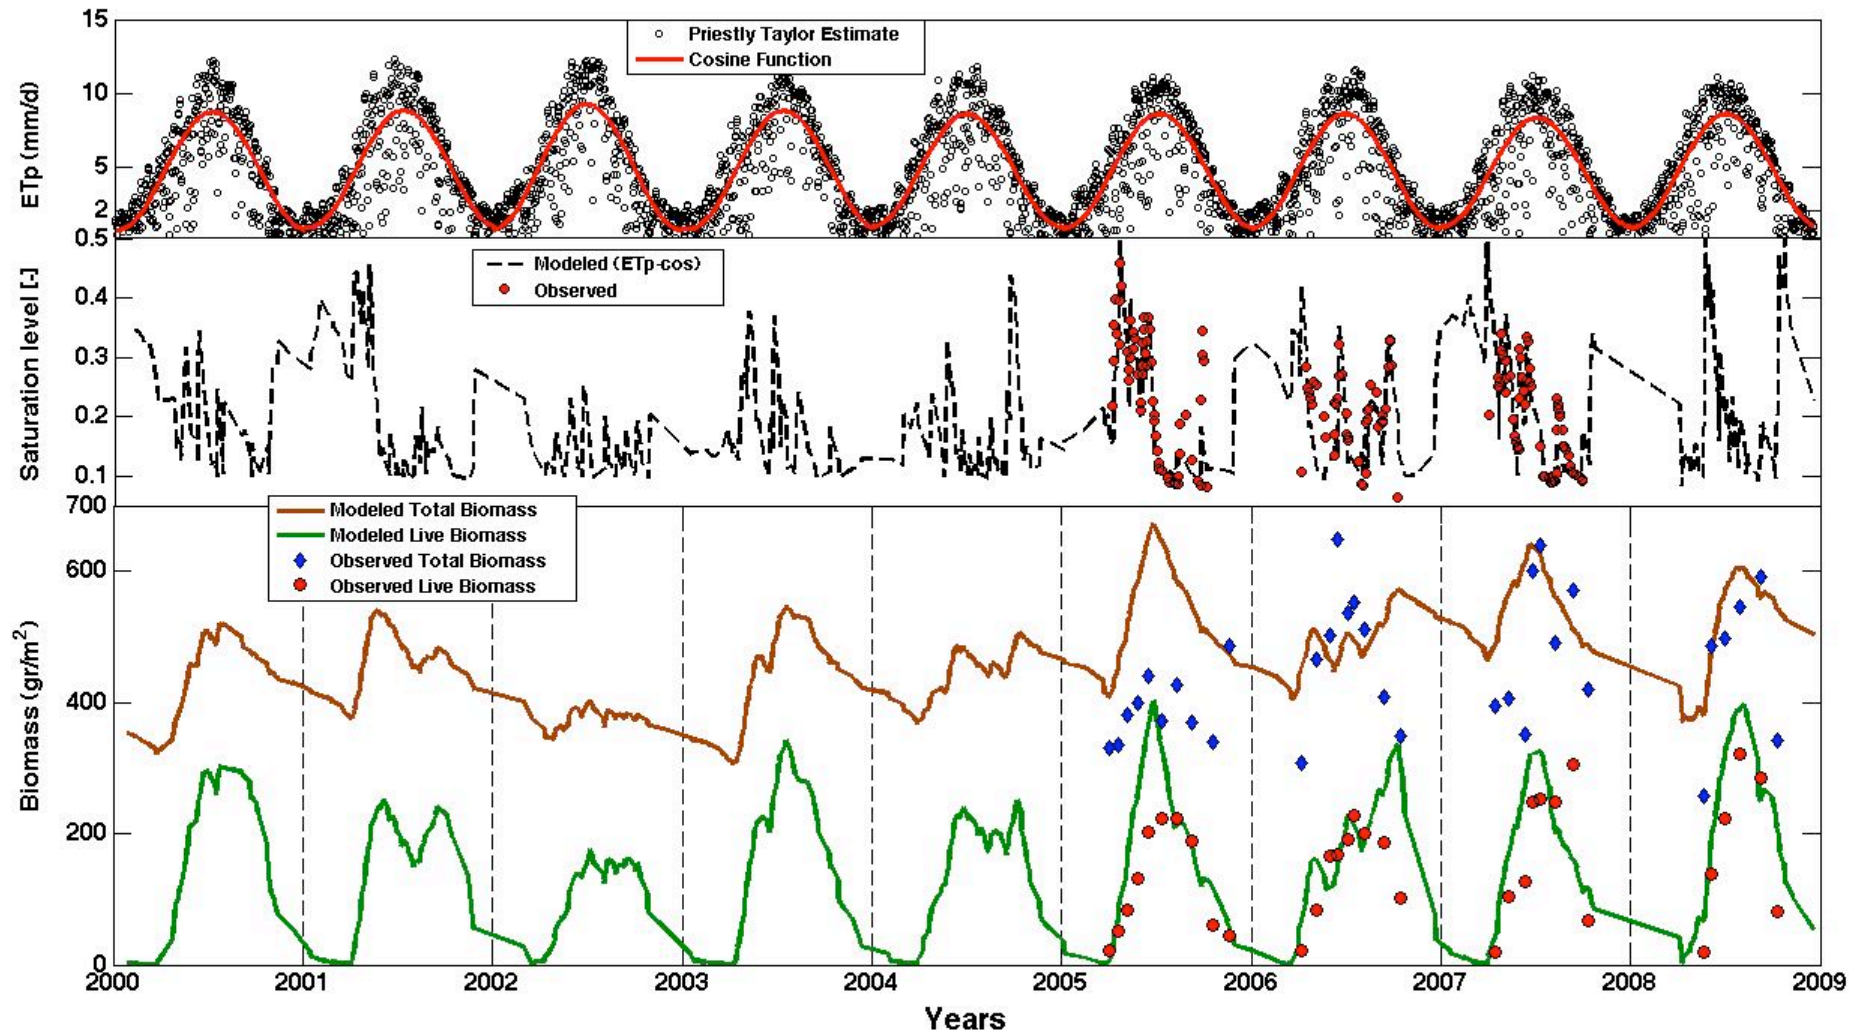 15
10
5
2
ETp (mm/d)
Priestly Taylor Estimate
Cosine Function
0.5
0.4
0.3
0.2
0.1
Saturation level [-]
Modeled (ETp-cos)
Observed
700
600
400
200
0
Biomass (gr/m²)
Modeled Total Biomass
Modeled Live Biomass
Observed Total Biomass
Observed Live Biomass
2000 2001 2002 2003 2004 2005 2006 2007 2008 2009
Years